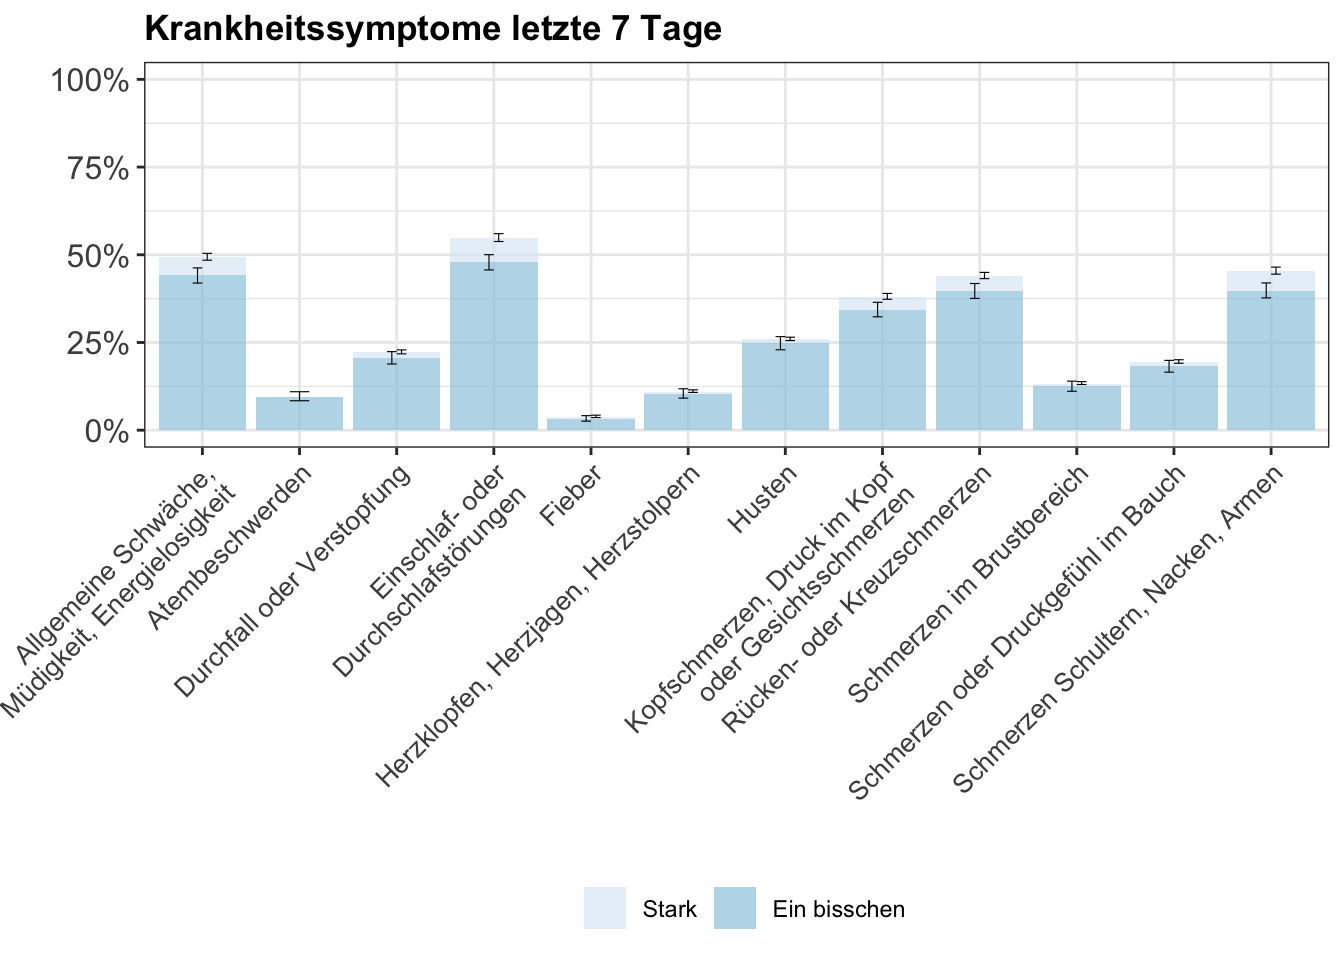 Krankheitssymptome letzte 7 Tage
100%
75%
50%
25%
0%
Allgemeine Schwäche,
Müdigkeit, Energielosigkeit
Atembeschwerden
Durchfall oder Verstopfung
Einschlaf- oder
Durchschlafstörungen
Fieber
Herzklopfen, Herzjagen, Herzstolpern
Husten
Kopfschmerzen, Druck im Kopf
oder Gesichtsschmerzen
Rücken- oder Kreuzschmerzen
Schmerzen im Brustbereich
Schmerzen oder Druckgefühl im Bauch
Schmerzen Schultern, Nacken, Armen
Stark
Ein bisschen